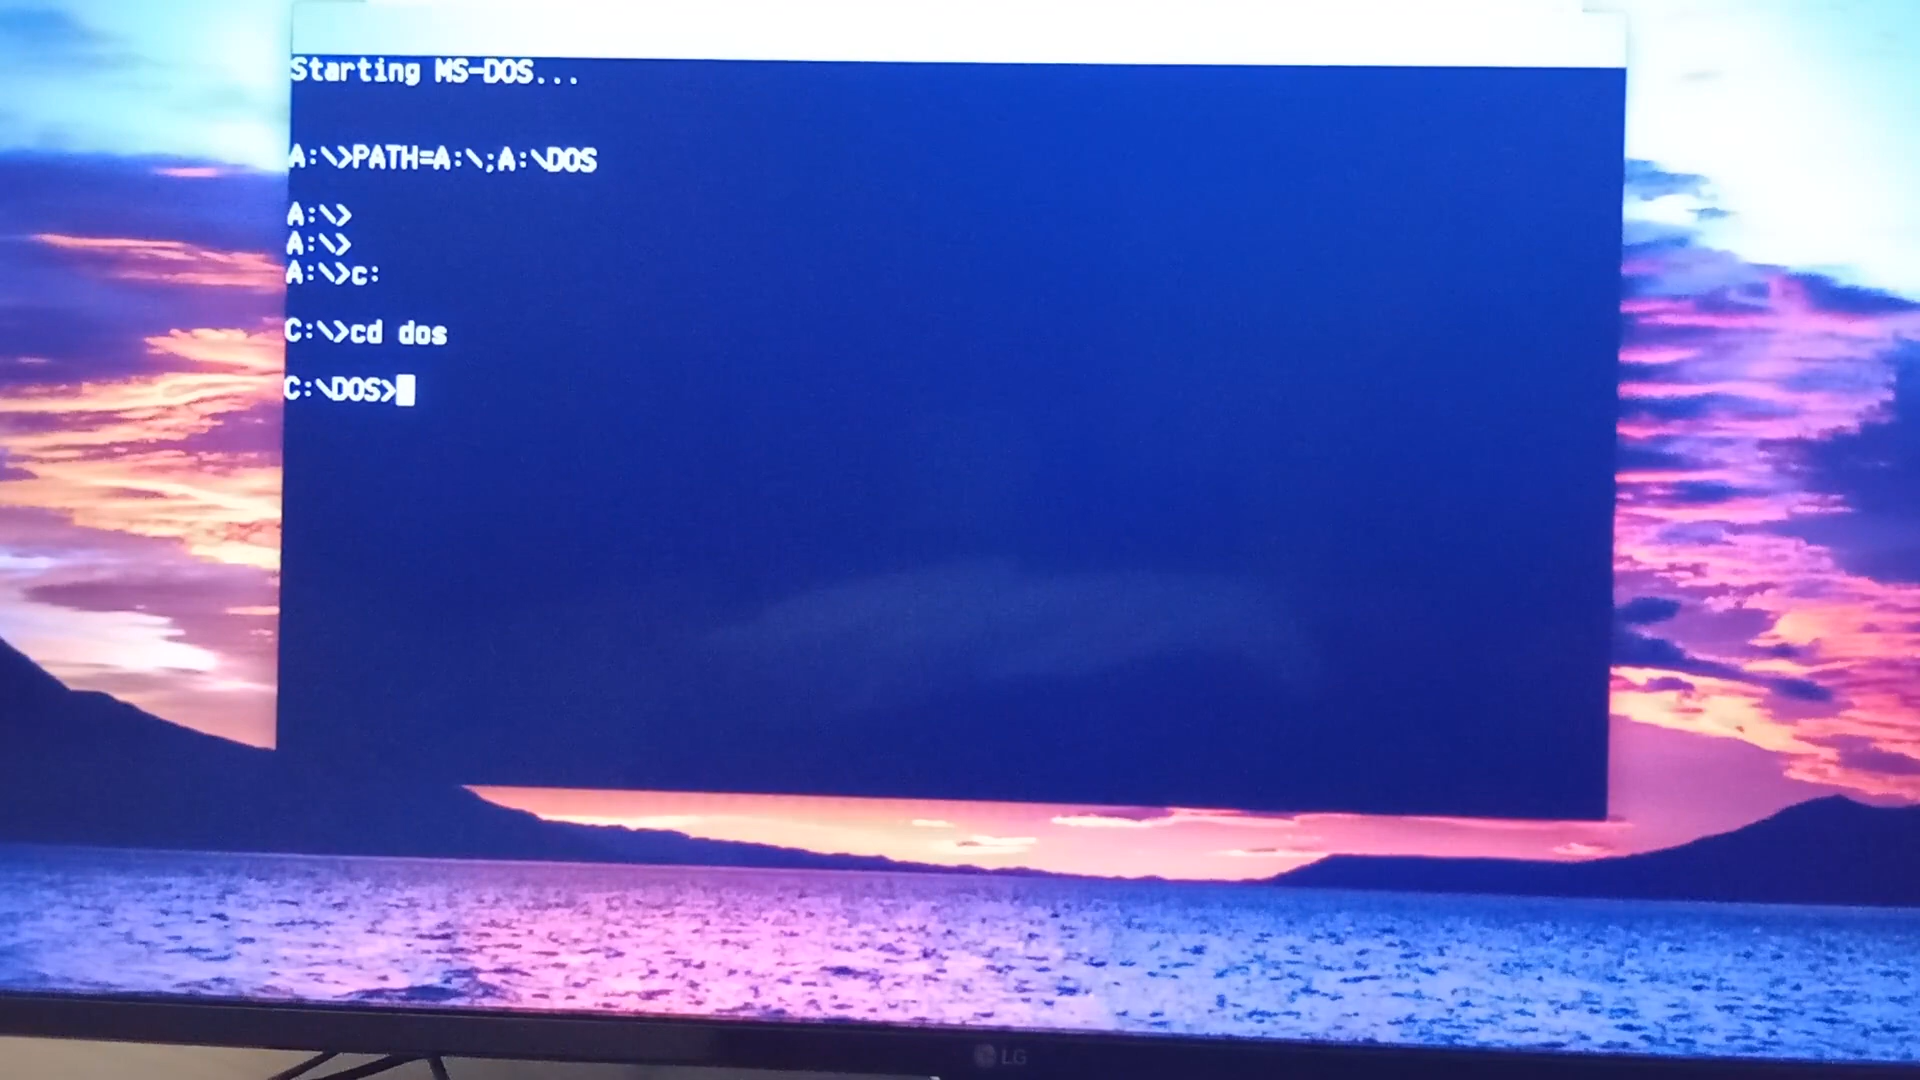 Starting MS-DOS...
A:\>PATH=A:\;A:\DOS
A:\>
A:\>
A:\>c:
C:\>cd dos
C:\DOS>
LG